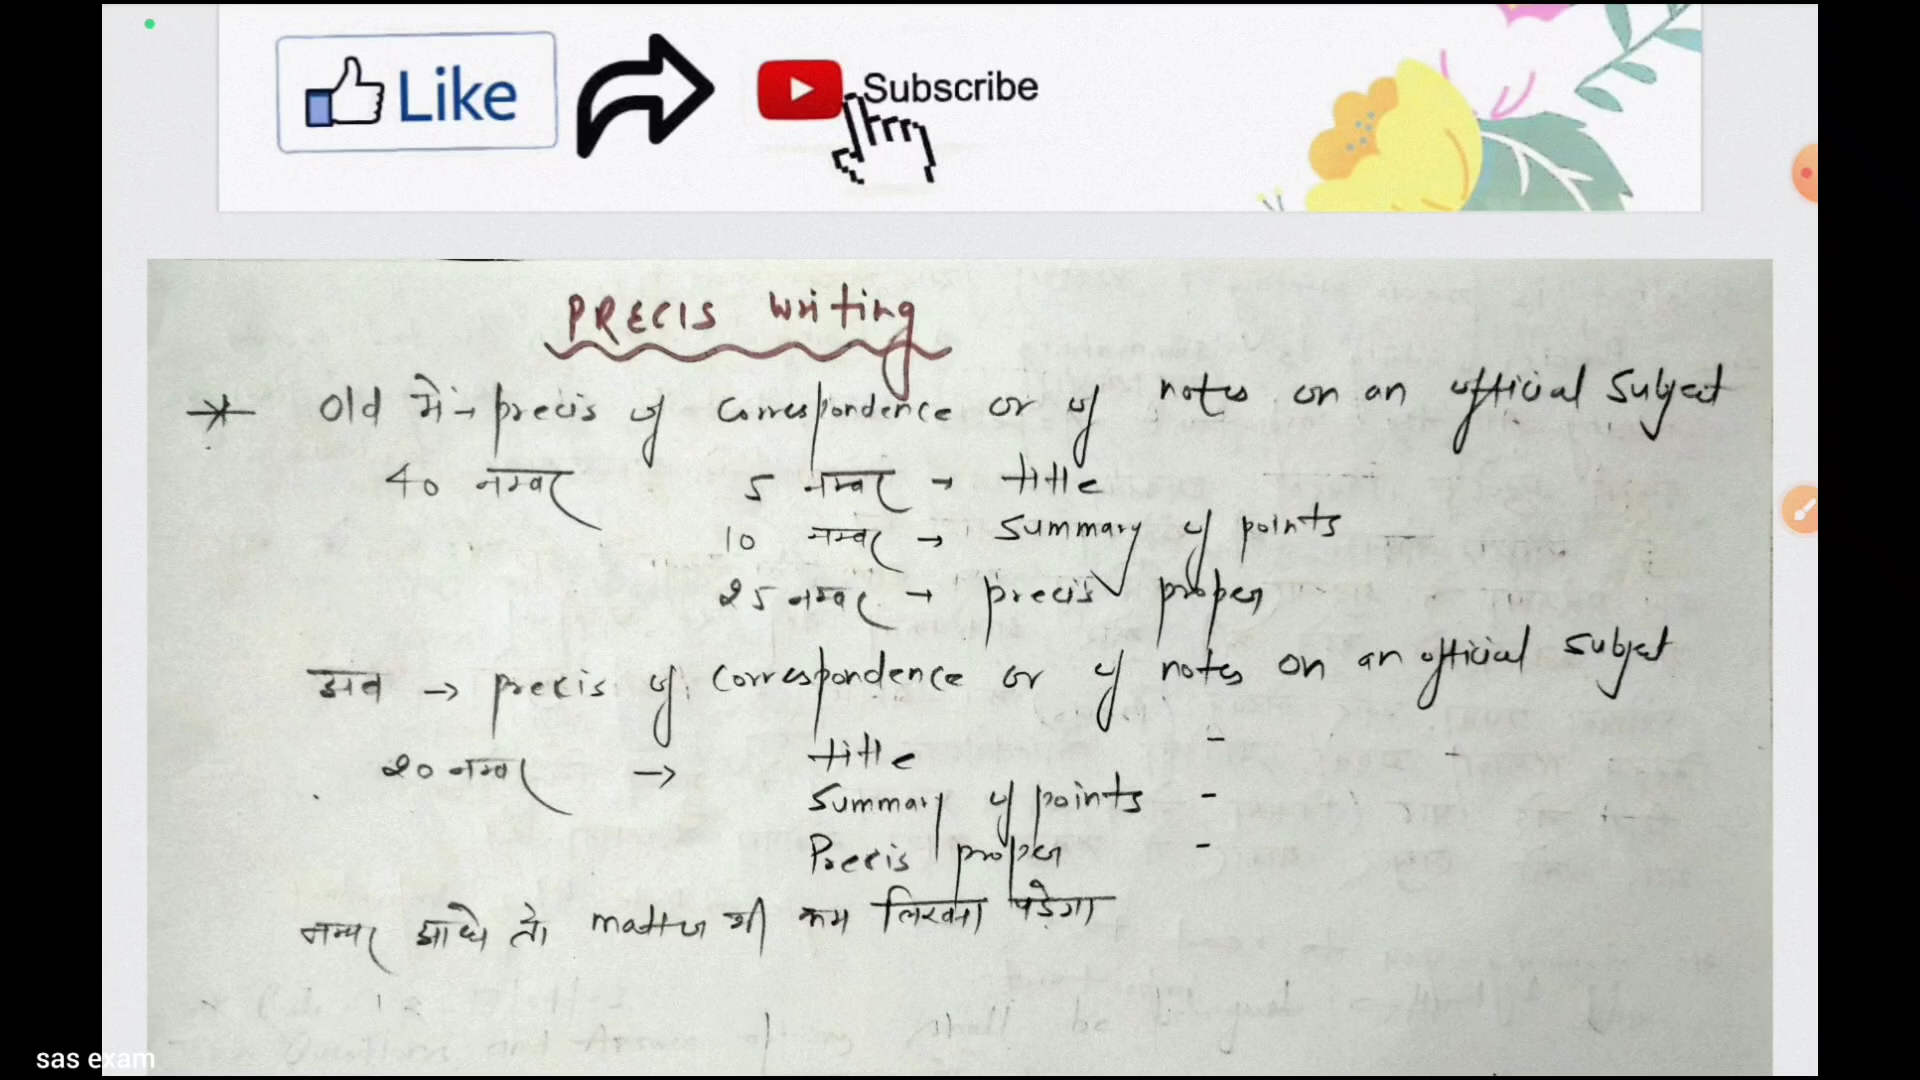 Like
Subscribe
PRECIS writing
Old में → precis of correspondence or of notes on an official subject
40 नम्बर 5 नम्बर → title
10 नम्बर → summary of points
25 नम्बर → precis proper
अब → precis of correspondence or of notes on an official subject
20 नम्बर → title -
Summary of points -
Precis proper -
नम्बर आधे तो matter भी कम लिखना पड़ेगा
sas exam